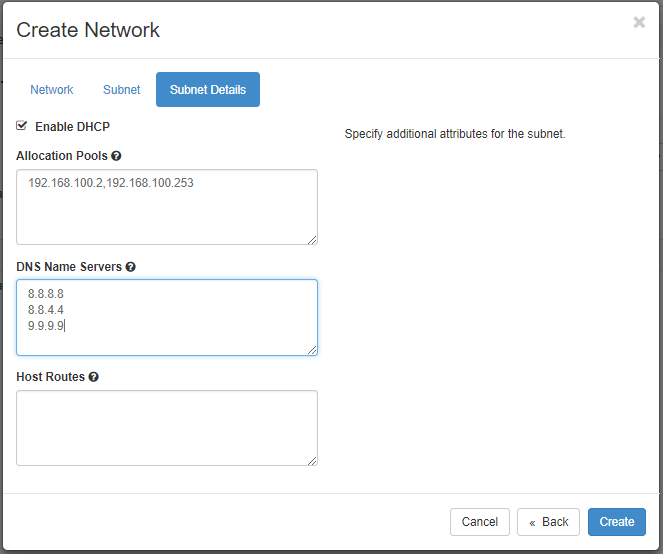 Create Network
Network Subnet Subnet Details
Enable DHCP
Specify additional attributes for the subnet.
Allocation Pools
192.168.100.2,192.168.100.253
DNS Name Servers
8.8.8.8
8.8.4.4
9.9.9.9
Host Routes
Cancel « Back Create